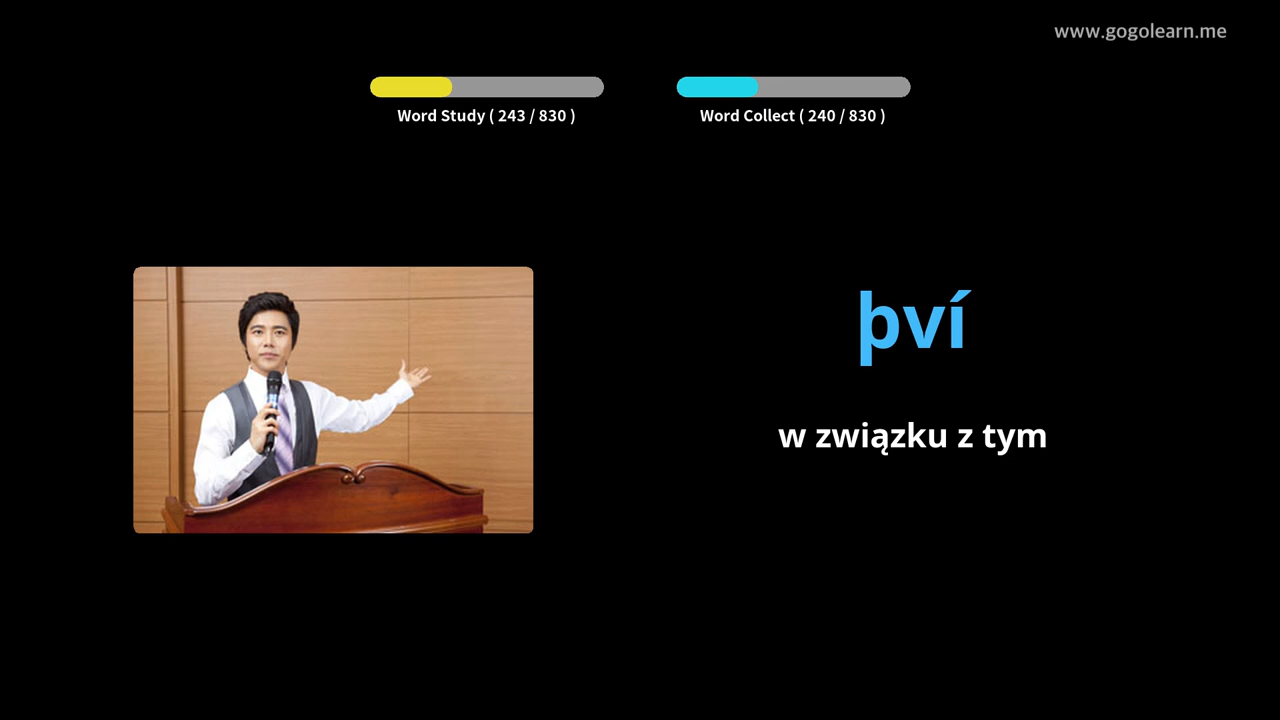 www.gogolearn.me
Word Study ( 243 / 830 )
Word Collect ( 240 / 830 )
því
w związku z tym